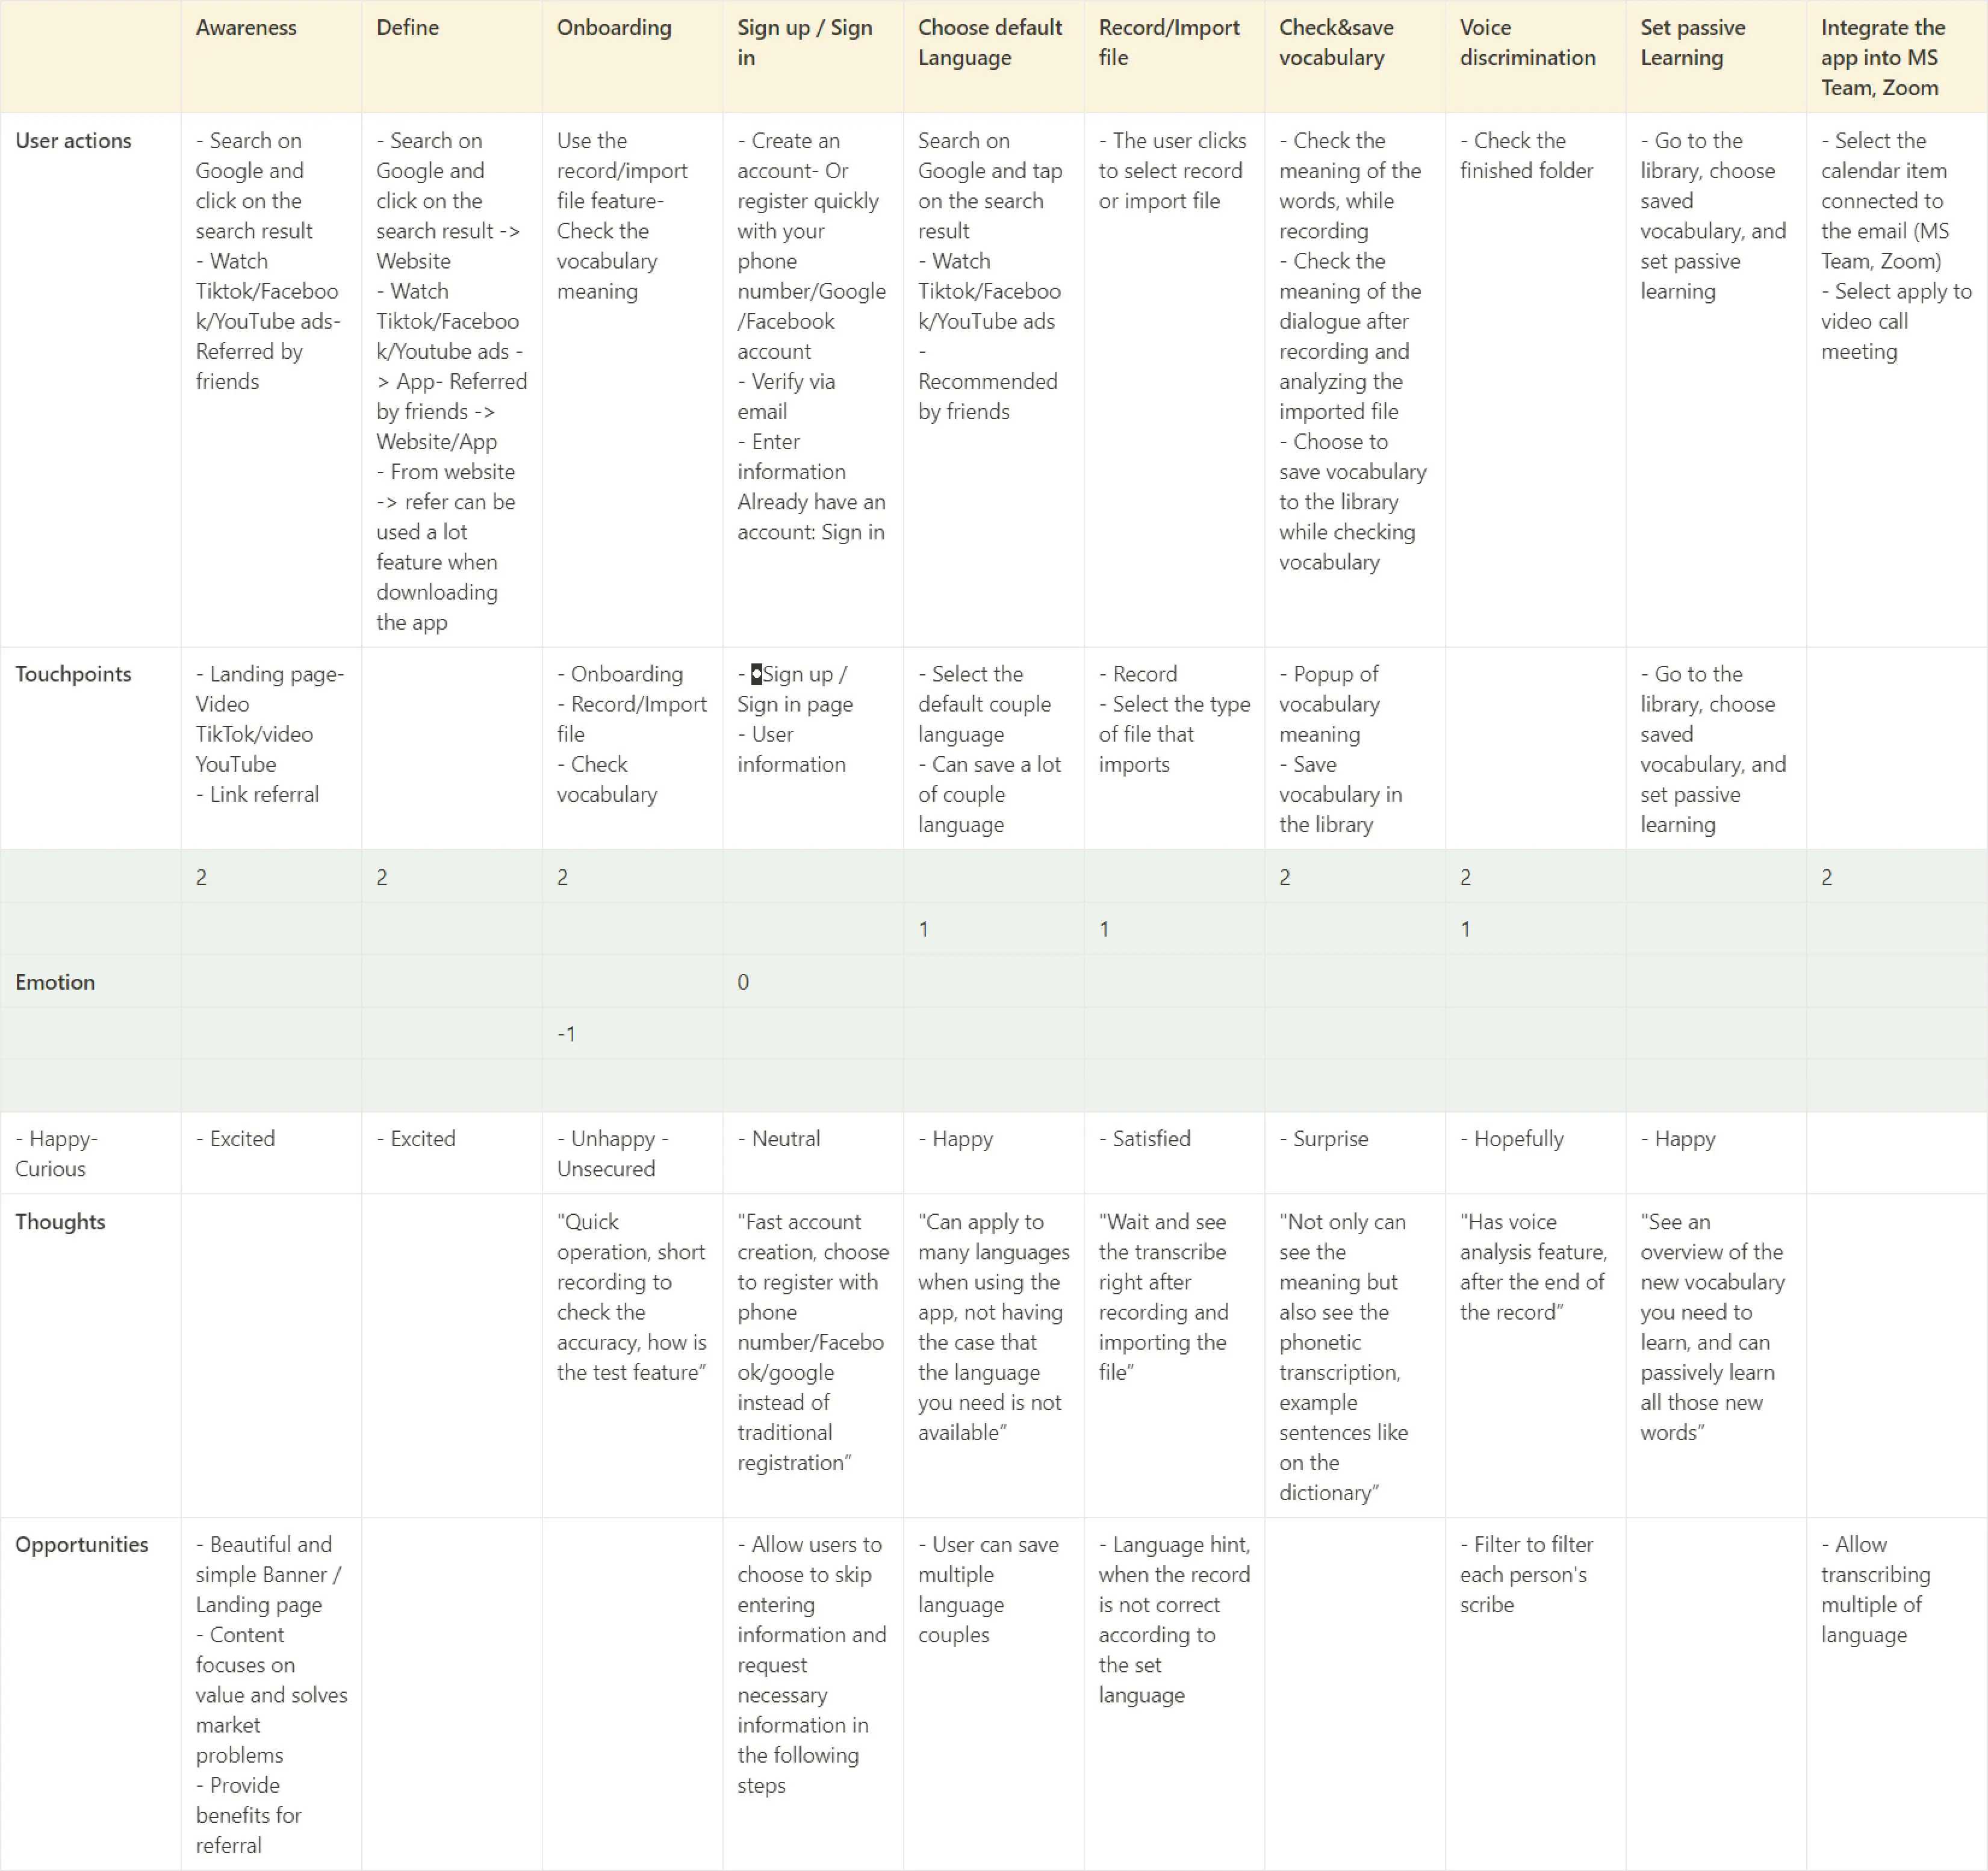 Awareness
Define
Onboarding
Sign up / Sign
in
Choose default
Language
Record/Import
file
Check&save
vocabulary
Voice
discrimination
Set passive
Learning
Integrate the
app into MS
Team, Zoom
User actions
- Search on
Google and
click on the
search result
- Watch
Tiktok/Faceboo
k/YouTube ads-
Referred by
friends
- Search on
Google and
click on the
search result ->
Website
- Watch
Tiktok/Faceboo
k/Youtube ads -
> App- Referred
by friends ->
Website/App
- From website
-> refer can be
used a lot
feature when
downloading
the app
Use the
record/import
file feature-
Check the
vocabulary
meaning
- Create an
account- Or
register quickly
with your
phone
number/Google
/Facebook
account
- Verify via
email
- Enter
information
Already have an
account: Sign in
Search on
Google and tap
on the search
result
- Watch
Tiktok/Faceboo
k/YouTube ads
-
Recommended
by friends
- The user clicks
to select record
or import file
- Check the
meaning of the
words, while
recording
- Check the
meaning of the
dialogue after
recording and
analyzing the
imported file
- Choose to
save vocabulary
to the library
while checking
vocabulary
- Check the
finished folder
- Go to the
library, choose
saved
vocabulary, and
set passive
learning
- Select the
calendar item
connected to
the email (MS
Team, Zoom)
- Select apply to
video call
meeting
Touchpoints
- Landing page-
Video
TikTok/video
YouTube
- Link referral
- Onboarding
- Record/Import
file
- Check
vocabulary
- Sign up /
Sign in page
- User
information
- Select the
default couple
language
- Can save a lot
of couple
language
- Record
- Select the type
of file that
imports
- Popup of
vocabulary
meaning
- Save
vocabulary in
the library
- Go to the
library, choose
saved
vocabulary, and
set passive
learning
2
2
2
2
2
2
1
1
1
Emotion
0
-1
- Happy-
Curious
- Excited
- Excited
- Unhappy -
Unsecured
- Neutral
- Happy
- Satisfied
- Surprise
- Hopefully
- Happy
Thoughts
"Quick
operation, short
recording to
check the
accuracy, how is
the test feature”
"Fast account
creation, choose
to register with
phone
number/Facebo
ok/google
instead of
traditional
registration”
"Can apply to
many languages
when using the
app, not having
the case that
the language
you need is not
available”
"Wait and see
the transcribe
right after
recording and
importing the
file”
"Not only can
see the
meaning but
also see the
phonetic
transcription,
example
sentences like
on the
dictionary”
"Has voice
analysis feature,
after the end of
the record”
"See an
overview of the
new vocabulary
you need to
learn, and can
passively learn
all those new
words”
Opportunities
- Beautiful and
simple Banner /
Landing page
- Content
focuses on
value and solves
market
problems
- Provide
benefits for
referral
- Allow users to
choose to skip
entering
information and
request
necessary
information in
the following
steps
- User can save
multiple
language
couples
- Language hint,
when the record
is not correct
according to
the set
language
- Filter to filter
each person's
scribe
- Allow
transcribing
multiple of
language